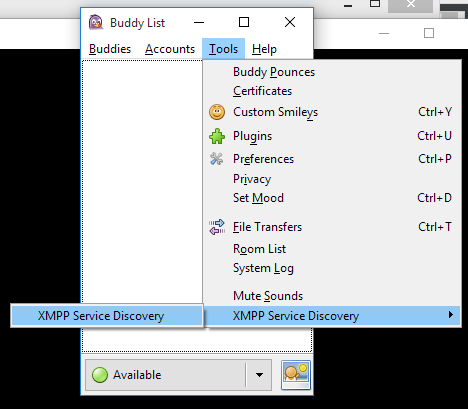 Buddy List
Buddies Accounts Tools Help
Buddy Pounces
Certificates
Custom Smileys Ctrl+Y
Plugins Ctrl+U
Preferences Ctrl+P
Privacy
Set Mood Ctrl+D
File Transfers Ctrl+T
Room List
System Log
Mute Sounds
XMPP Service Discovery XMPP Service Discovery
Available